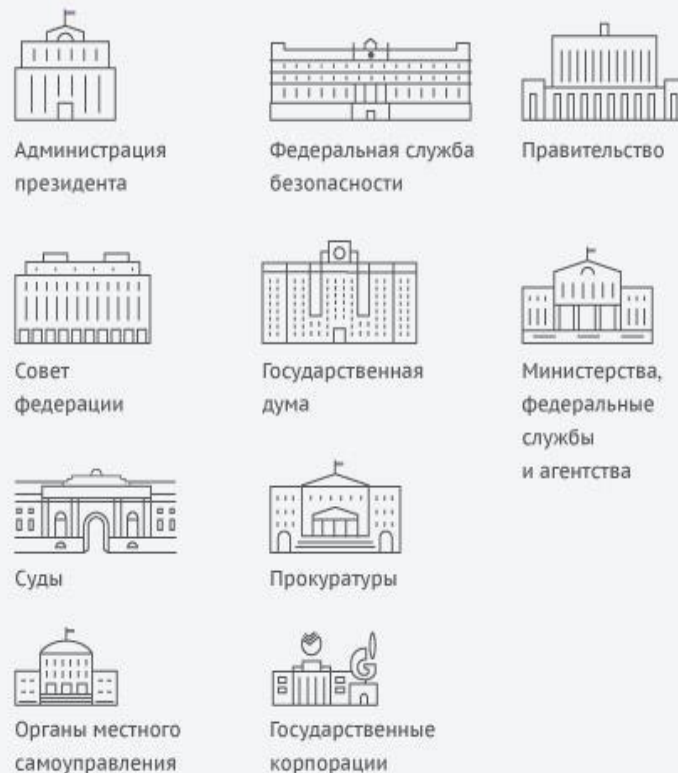 Администрация
президента
Федеральная служба
безопасности
Правительство
Совет
федерации
Государственная
дума
Министерства,
федеральные
службы
и агентства
Суды
Прокуратуры
Органы местного
самоуправления
Государственные
корпорации